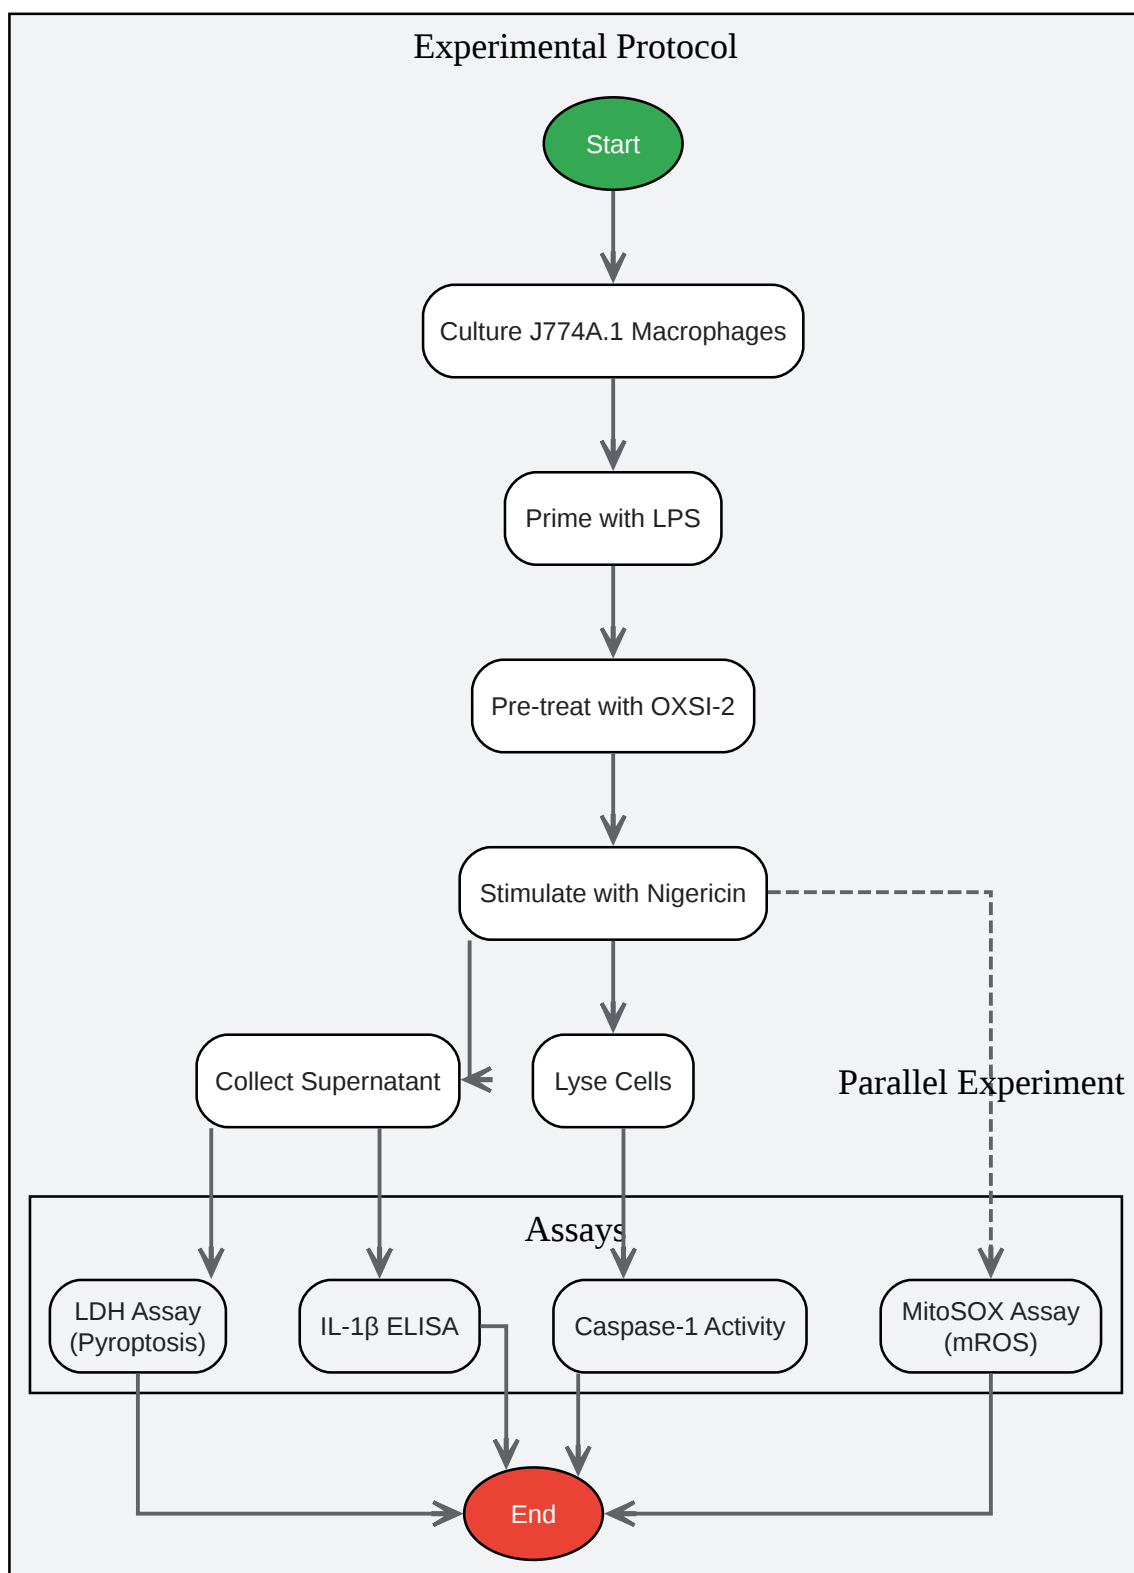 Experimental Protocol
Start
Culture J774A.1 Macrophages
Prime with LPS
Pre-treat with OXSI-2
Stimulate with Nigericin
Collect Supernatant
Lyse Cells
Parallel Experiment
Assays
LDH Assay
(Pyroptosis)
IL-1β ELISA
Caspase-1 Activity
MitoSOX Assay
(mROS)
End